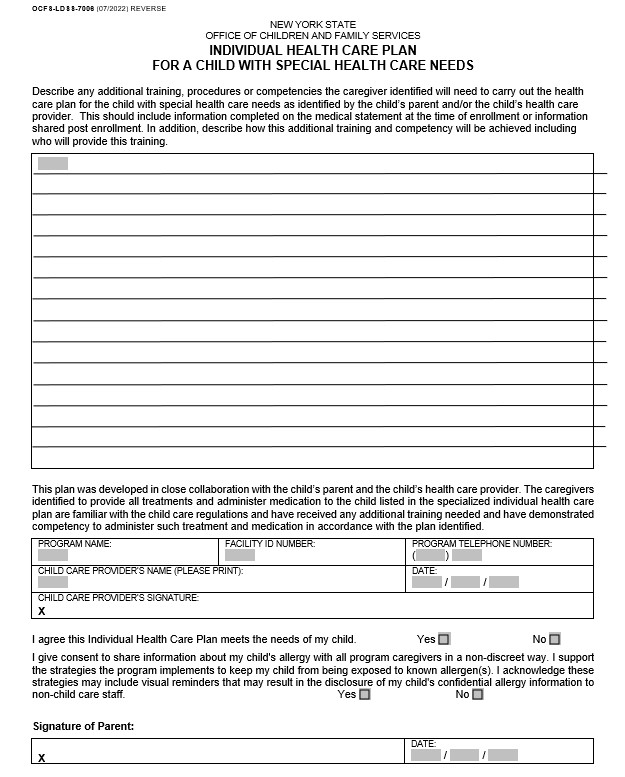 OCFS-LDSS-7006 (07/2022) REVERSE
NEW YORK STATE
OFFICE OF CHILDREN AND FAMILY SERVICES
INDIVIDUAL HEALTH CARE PLAN
FOR A CHILD WITH SPECIAL HEALTH CARE NEEDS
Describe any additional training, procedures or competencies the caregiver identified will need to carry out the health
care plan for the child with special health care needs as identified by the child's parent and/or the child's health care
provider. This should include information completed on the medical statement at the time of enrollment or information
shared post enrollment. In addition, describe how this additional training and competency will be achieved including
who will provide this training.
This plan was developed in close collaboration with the child's parent and the child's health care provider. The caregivers
identified to provide all treatments and administer medication to the child listed in the specialized individual health care
plan are familiar with the child care regulations and have received any additional training needed and have demonstrated
competency to administer such treatment and medication in accordance with the plan identified.
PROGRAM NAME: FACILITY ID NUMBER: PROGRAM TELEPHONE NUMBER:
( )
CHILD CARE PROVIDER'S NAME (PLEASE PRINT): DATE:
/ /
CHILD CARE PROVIDER'S SIGNATURE:
X
I agree this Individual Health Care Plan meets the needs of my child. Yes No
I give consent to share information about my child's allergy with all program caregivers in a non-discreet way. I support
the strategies the program implements to keep my child from being exposed to known allergen(s). I acknowledge these
strategies may include visual reminders that may result in the disclosure of my child's confidential allergy information to
non-child care staff. Yes No
Signature of Parent:
DATE:
X / /